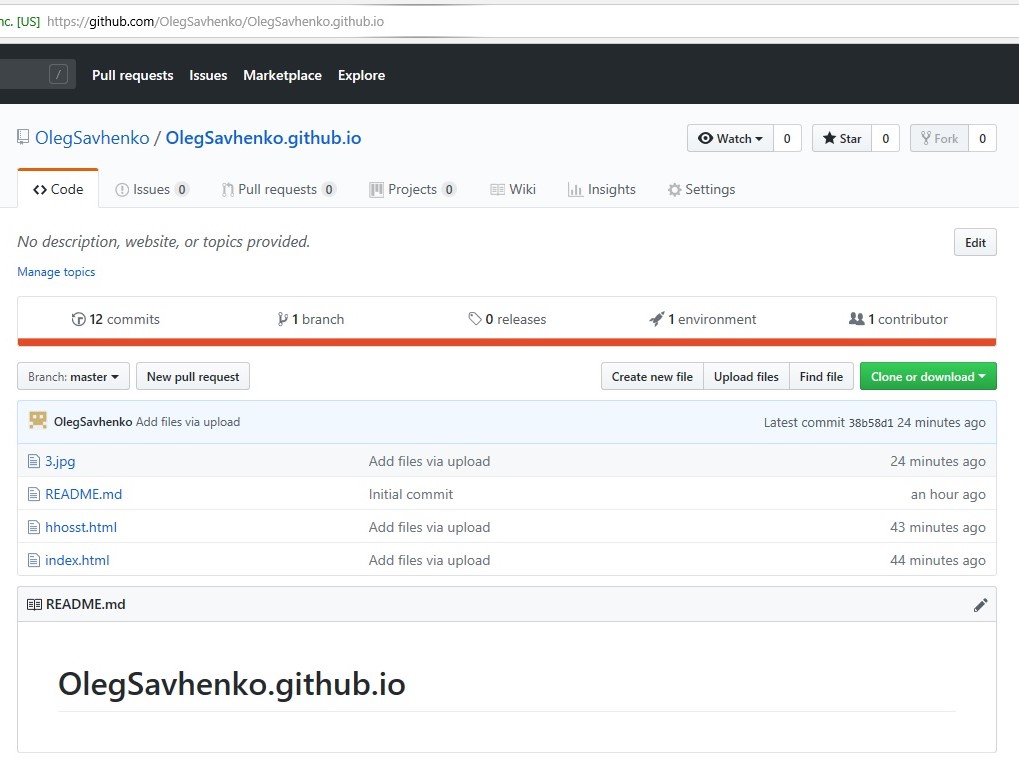 nc. [US] https://github.com/OlegSavhenko/OlegSavhenko.github.io
/ Pull requests Issues Marketplace Explore
OlegSavhenko / OlegSavhenko.github.io Watch 0 Star 0 Fork 0
Code Issues 0 Pull requests 0 Projects 0 Wiki Insights Settings
No description, website, or topics provided. Edit
Manage topics
12 commits 1 branch 0 releases 1 environment 1 contributor
Branch: master New pull request Create new file Upload files Find file Clone or download
OlegSavhenko Add files via upload Latest commit 38b58d1 24 minutes ago
3.jpg Add files via upload 24 minutes ago
README.md Initial commit an hour ago
hhosst.html Add files via upload 43 minutes ago
index.html Add files via upload 44 minutes ago
README.md
OlegSavhenko.github.io